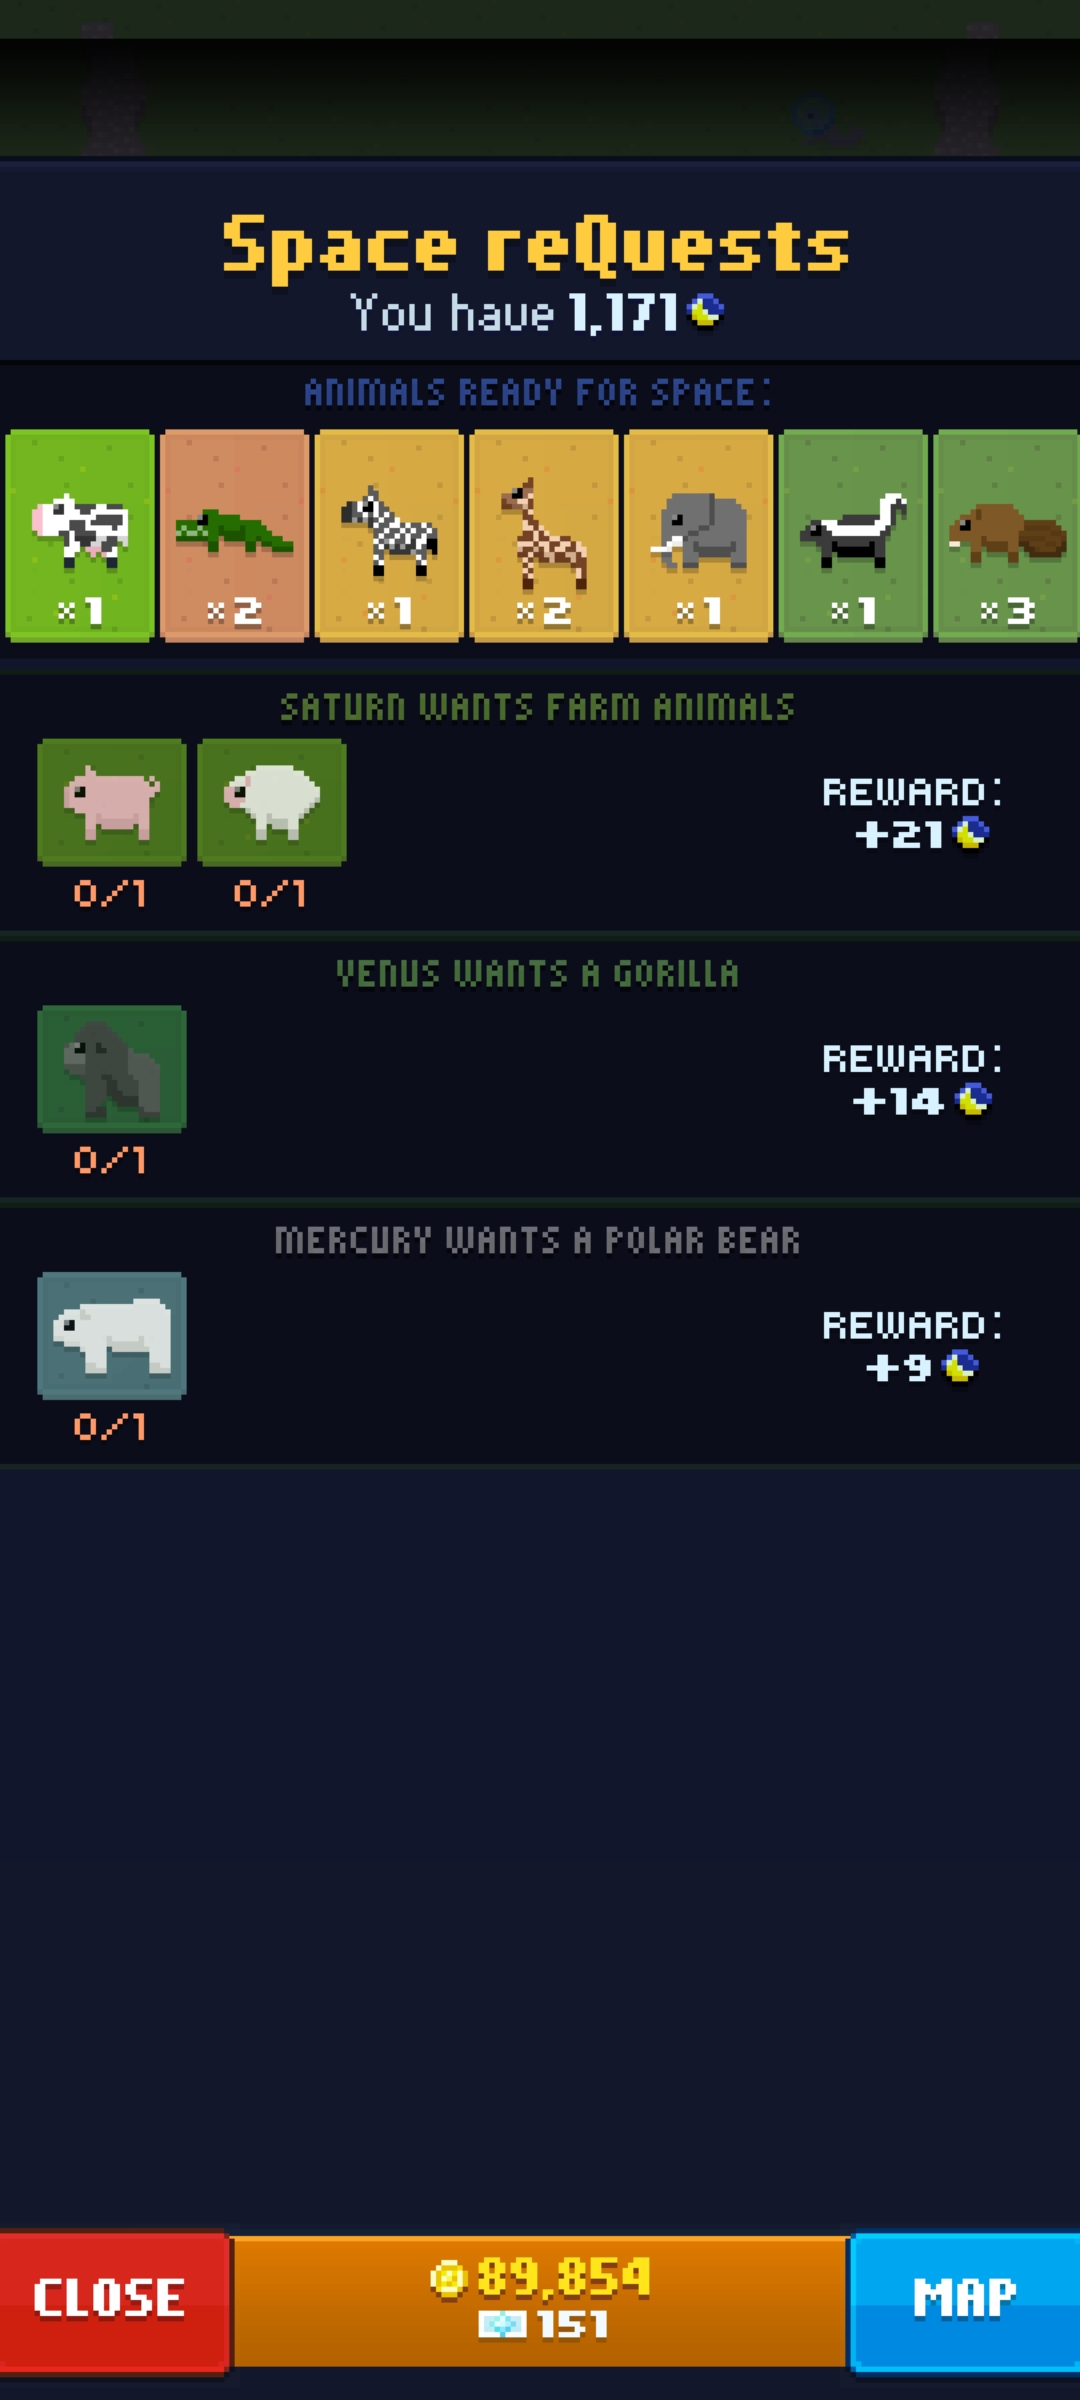 Space reQuests
You have 1,171
ANIMALS READY FOR SPACE:
×1 ×2 ×1 ×2 ×1 ×1 ×3
SATURN WANTS FARM ANIMALS
REWARD:
+21
0/1 0/1
VENUS WANTS A GORILLA
REWARD:
+14
0/1
MERCURY WANTS A POLAR BEAR
REWARD:
+9
0/1
89,854
CLOSE
MAP
151